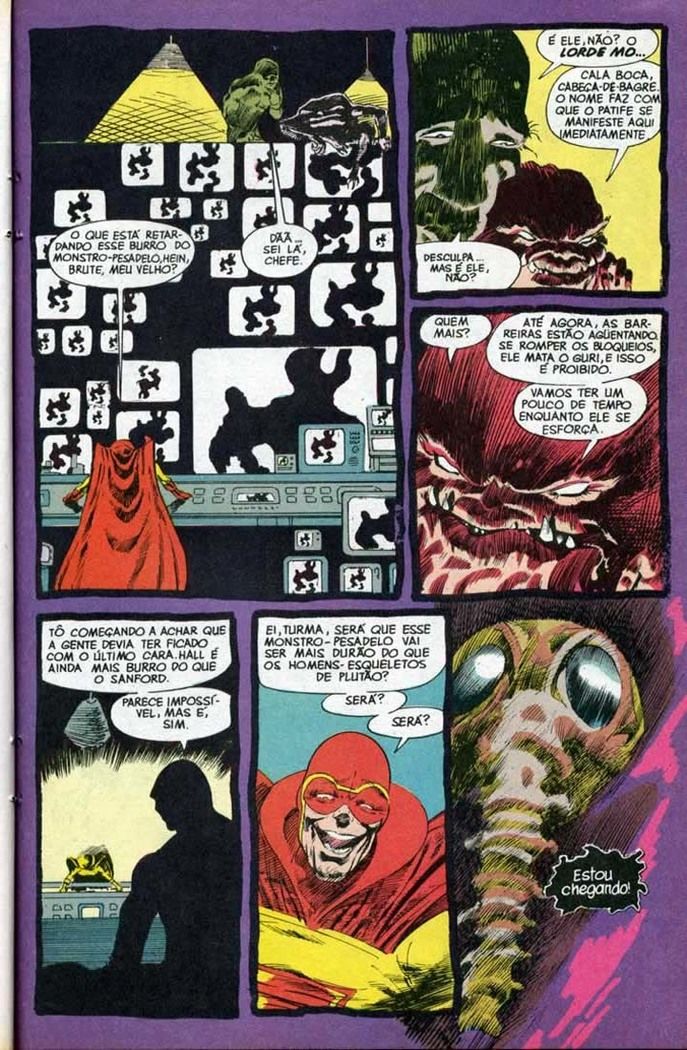 O QUE ESTÁ RETAR-
DANDO ESSE BURRO DO
MONSTRO-PESADELO, HEIN,
BRUTE, MEU VELHO?
DÃÃ...
SEI LÁ,
CHEFE.
É ELE, NÃO? O
LORDE MO...
CALA BOCA,
CABEÇA-DE-BAGRE.
O NOME FAZ COM
QUE O PATIFE SE
MANIFESTE AQUI
IMEDIATAMENTE
DESCULPA...
MAS É ELE,
NÃO?
QUEM
MAIS?
ATÉ AGORA, AS BAR-
REIRAS ESTÃO AGÜENTANDO.
SE ROMPER OS BLOQUEIOS,
ELE MATA O GURI, E ISSO
É PROIBIDO.
VAMOS TER UM
POUCO DE TEMPO
ENQUANTO ELE SE
ESFORÇA.
TÔ COMEÇANDO A ACHAR QUE
A GENTE DEVIA TER FICADO
COM O ÚLTIMO CARA. HALL É
AINDA MAIS BURRO DO QUE
O SANFORD.
PARECE IMPOSSÍ-
VEL, MAS É,
SIM.
EI, TURMA, SERÁ QUE ESSE
MONSTRO-PESADELO VAI
SER MAIS DURÃO DO QUE
OS HOMENS-ESQUELETOS
DE PLUTÃO?
SERÁ?
SERÁ?
Estou
chegando!